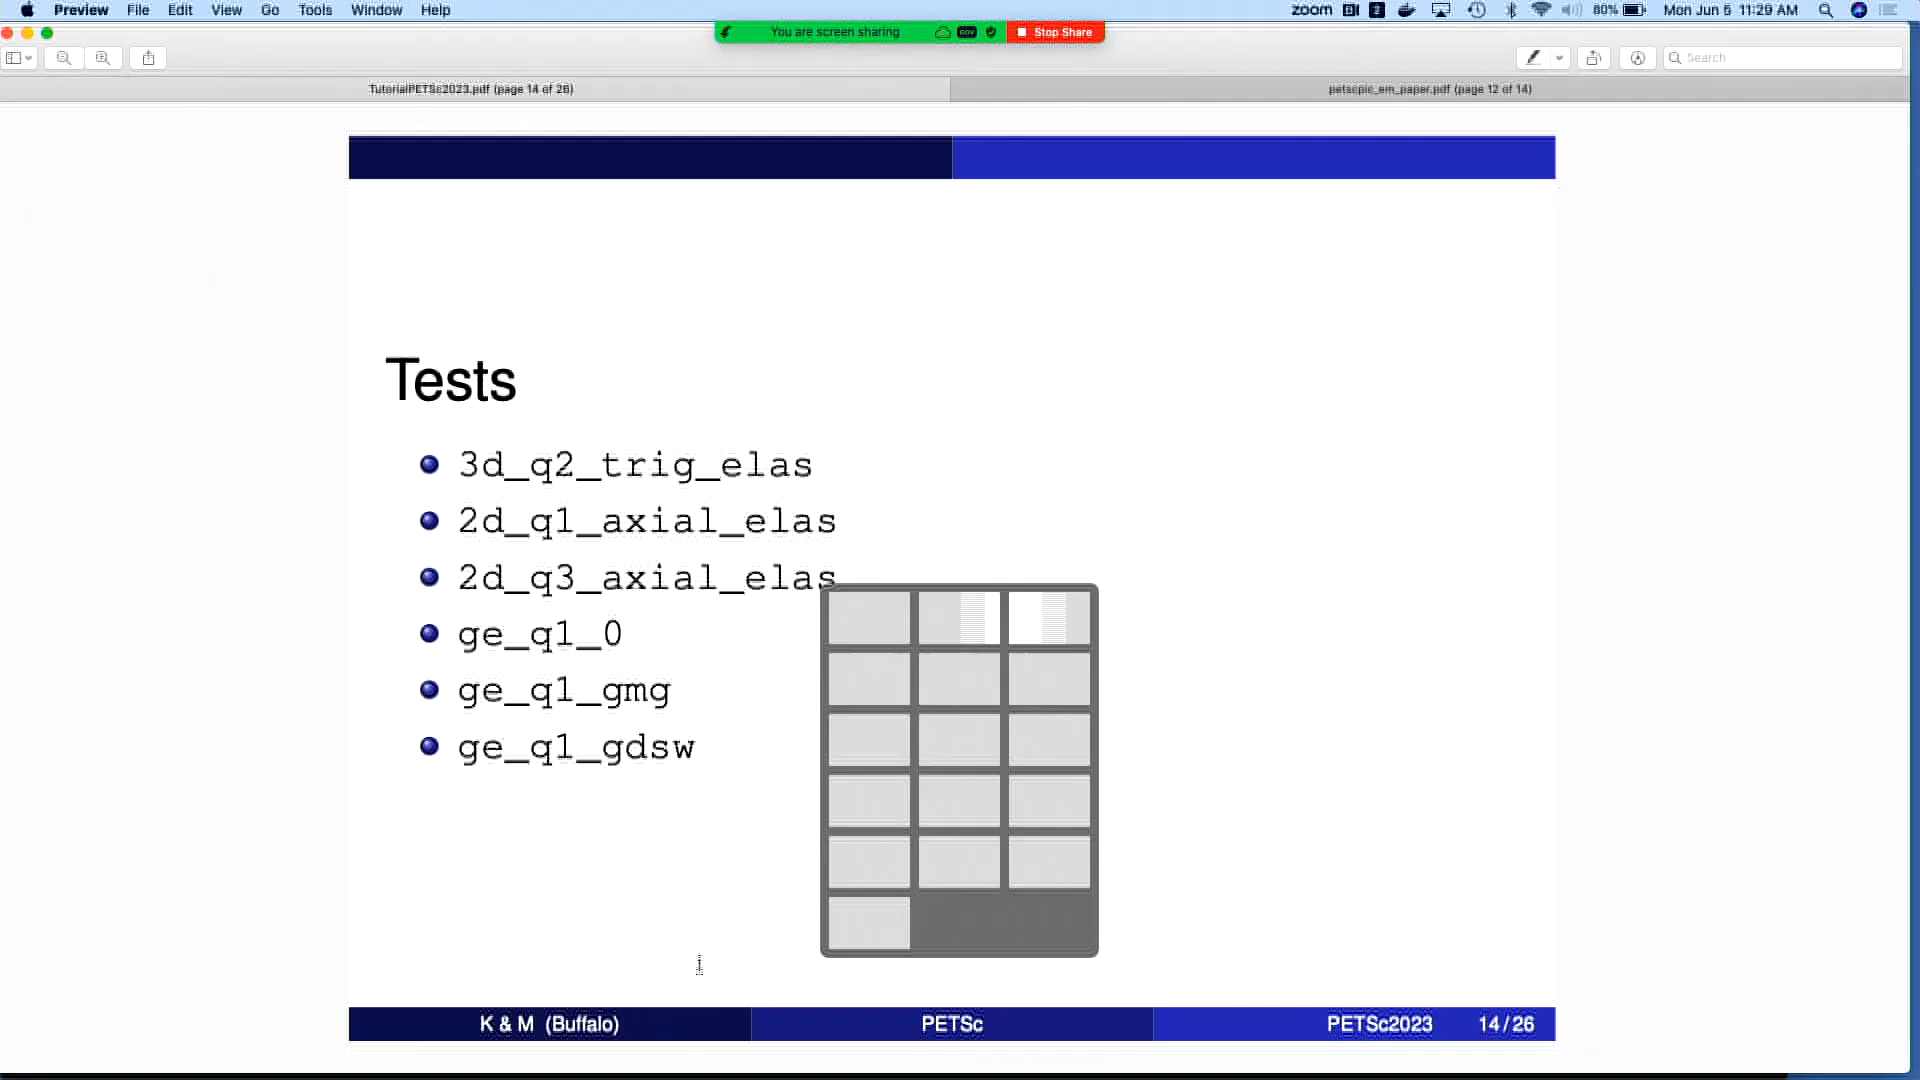 Preview File Edit View Go Tools Window Help zoom 80% Mon Jun 5 11:29 AM
You are screen sharing Stop Share
Search
TutorialPETSc2023.pdf (page 14 of 26) petscpic_em_paper.pdf (page 12 of 14)
Tests
3d_q2_trig_elas
2d_q1_axial_elas
2d_q3_axial_elas
ge_q1_0
ge_q1_gmg
ge_q1_gdsw
K & M (Buffalo) PETSc PETSc2023 14 / 26